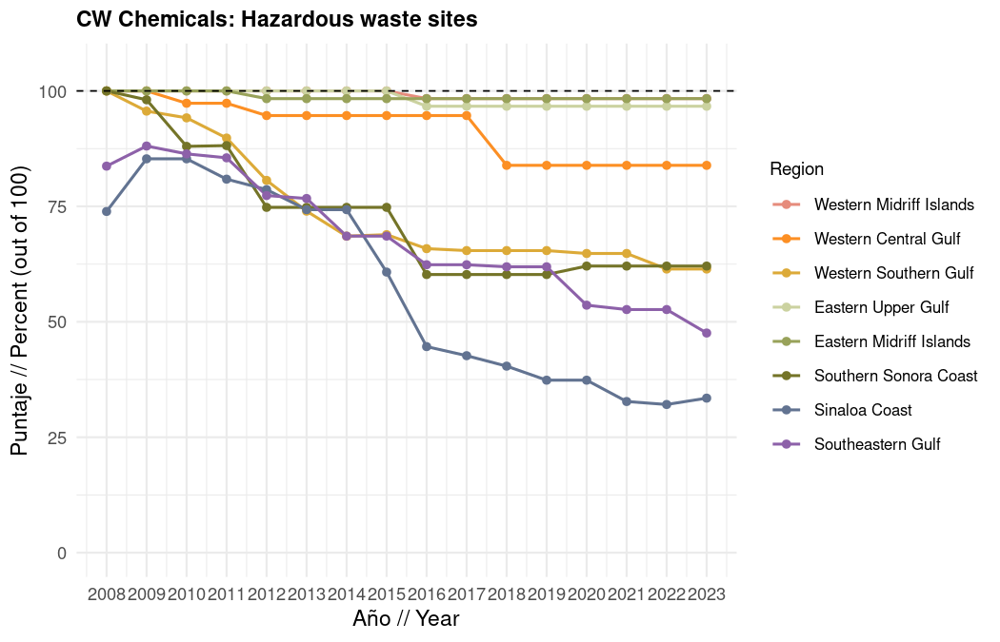 CW Chemicals: Hazardous waste sites
Puntaje // Percent (out of 100)
100
75
50
25
0
2008 2009 2010 2011 2012 2013 2014 2015 2016 2017 2018 2019 2020 2021 2022 2023
Año // Year
Region
Western Midriff Islands
Western Central Gulf
Western Southern Gulf
Eastern Upper Gulf
Eastern Midriff Islands
Southern Sonora Coast
Sinaloa Coast
Southeastern Gulf